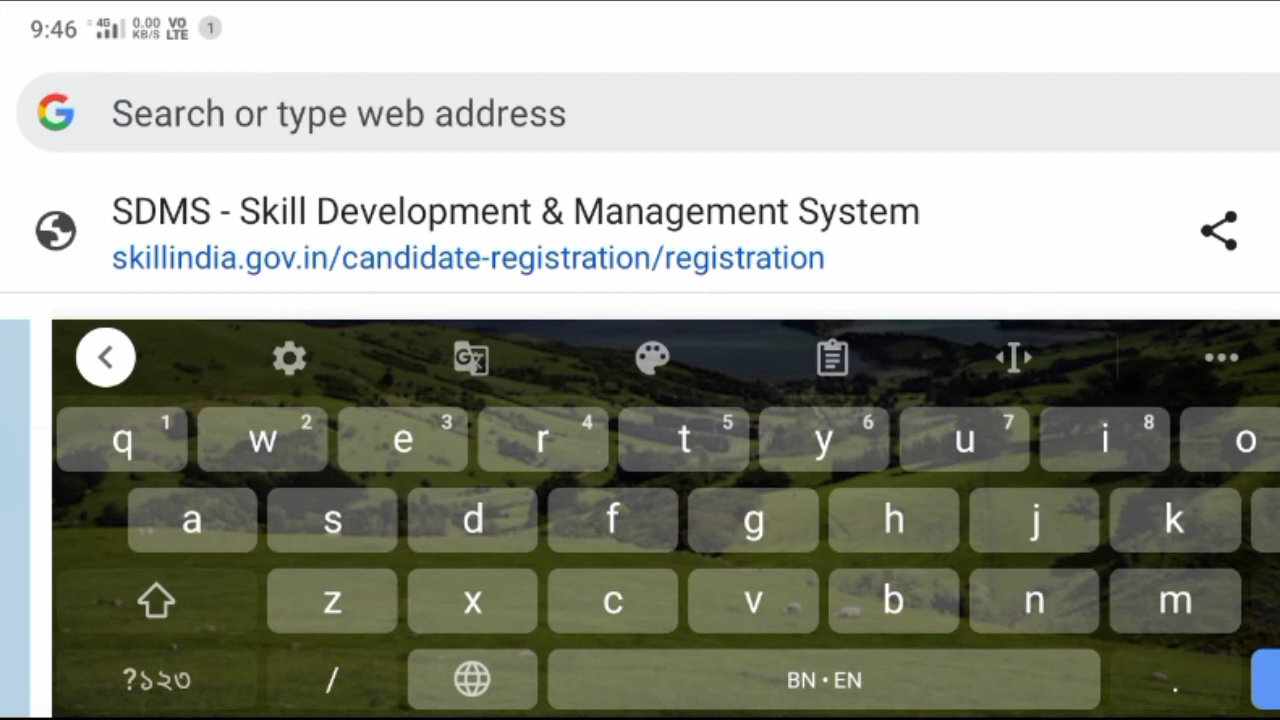 9:46 4G 0.00 KB/S VO LTE 1
Search or type web address
SDMS - Skill Development & Management System
skillindia.gov.in/candidate-registration/registration
q 1 w 2 e 3 r 4 t 5 y 6 u 7 i 8 o
a s d f g h j k
z x c v b n m
?১২৩ / BN • EN .